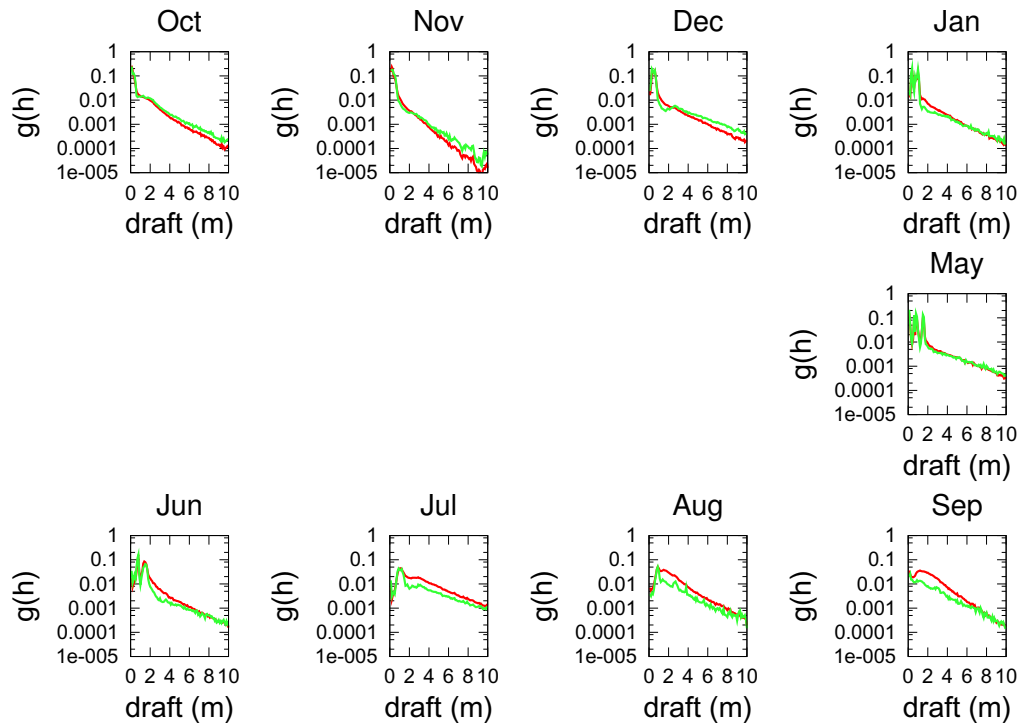 Oct Nov Dec Jan
1 1 1 1
0.1 0.1 0.1 0.1
0.01 0.01 0.01 0.01
g(h) g(h) g(h) g(h)
0.001 0.001 0.001 0.001
0.0001 0.0001 0.0001 0.0001
1e-005 1e-005 1e-005 1e-005
0 2 4 6 8 10 0 2 4 6 8 10 0 2 4 6 8 10 0 2 4 6 8 10
draft (m) draft (m) draft (m) draft (m)
May
1
0.1
0.01
g(h)
0.001
0.0001
1e-005
0 2 4 6 8 10
draft (m)
Jun Jul Aug Sep
1 1 1 1
0.1 0.1 0.1 0.1
0.01 0.01 0.01 0.01
g(h) g(h) g(h) g(h)
0.001 0.001 0.001 0.001
0.0001 0.0001 0.0001 0.0001
1e-005 1e-005 1e-005 1e-005
0 2 4 6 8 10 0 2 4 6 8 10 0 2 4 6 8 10 0 2 4 6 8 10
draft (m) draft (m) draft (m) draft (m)